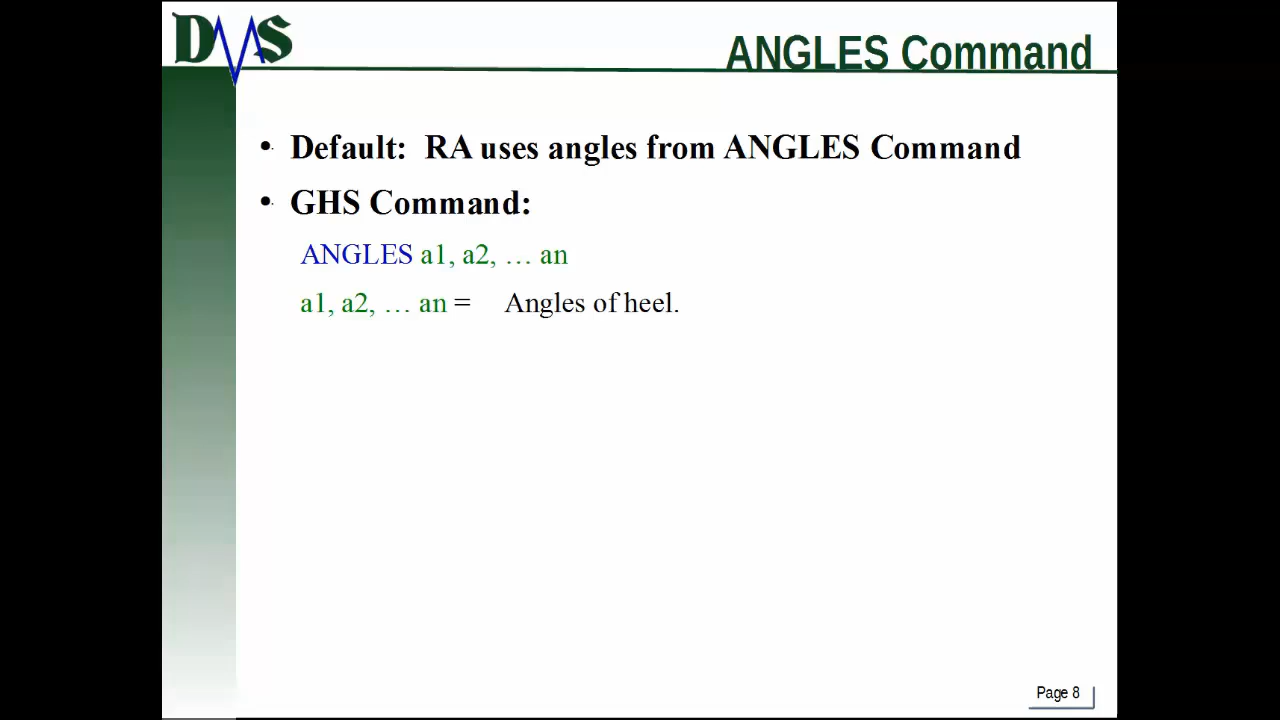 DMS
ANGLES Command
• Default: RA uses angles from ANGLES Command
• GHS Command:
ANGLES a1, a2, … an
a1, a2, … an = Angles of heel.
Page 8